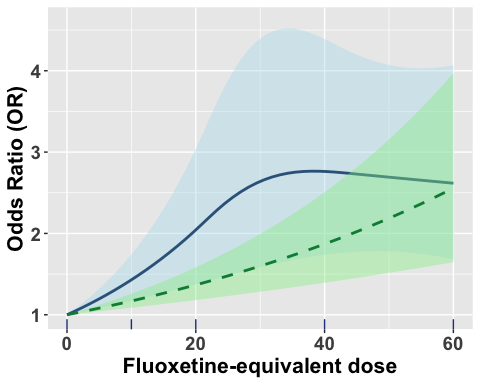 Odds Ratio (OR)
4
3
2
1
0 20 40 60
Fluoxetine-equivalent dose